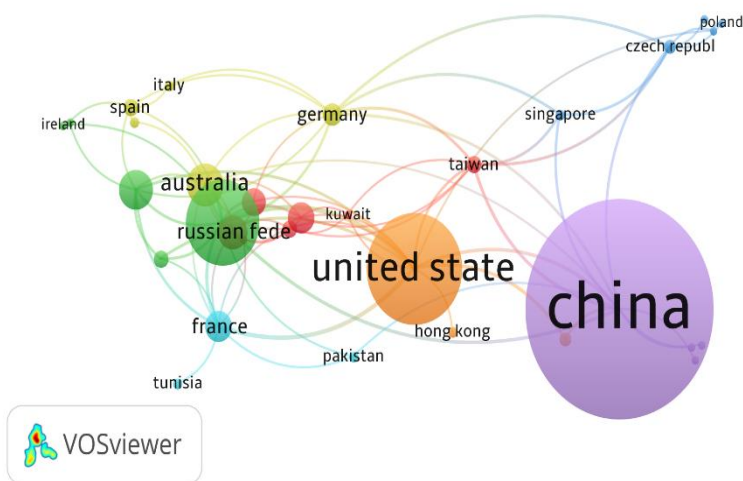 poland
czech republ
italy
spain
germany
singapore
ireland
taiwan
australia
kuwait
russian fede
united state
china
france
hong kong
pakistan
tunisia
VOSviewer